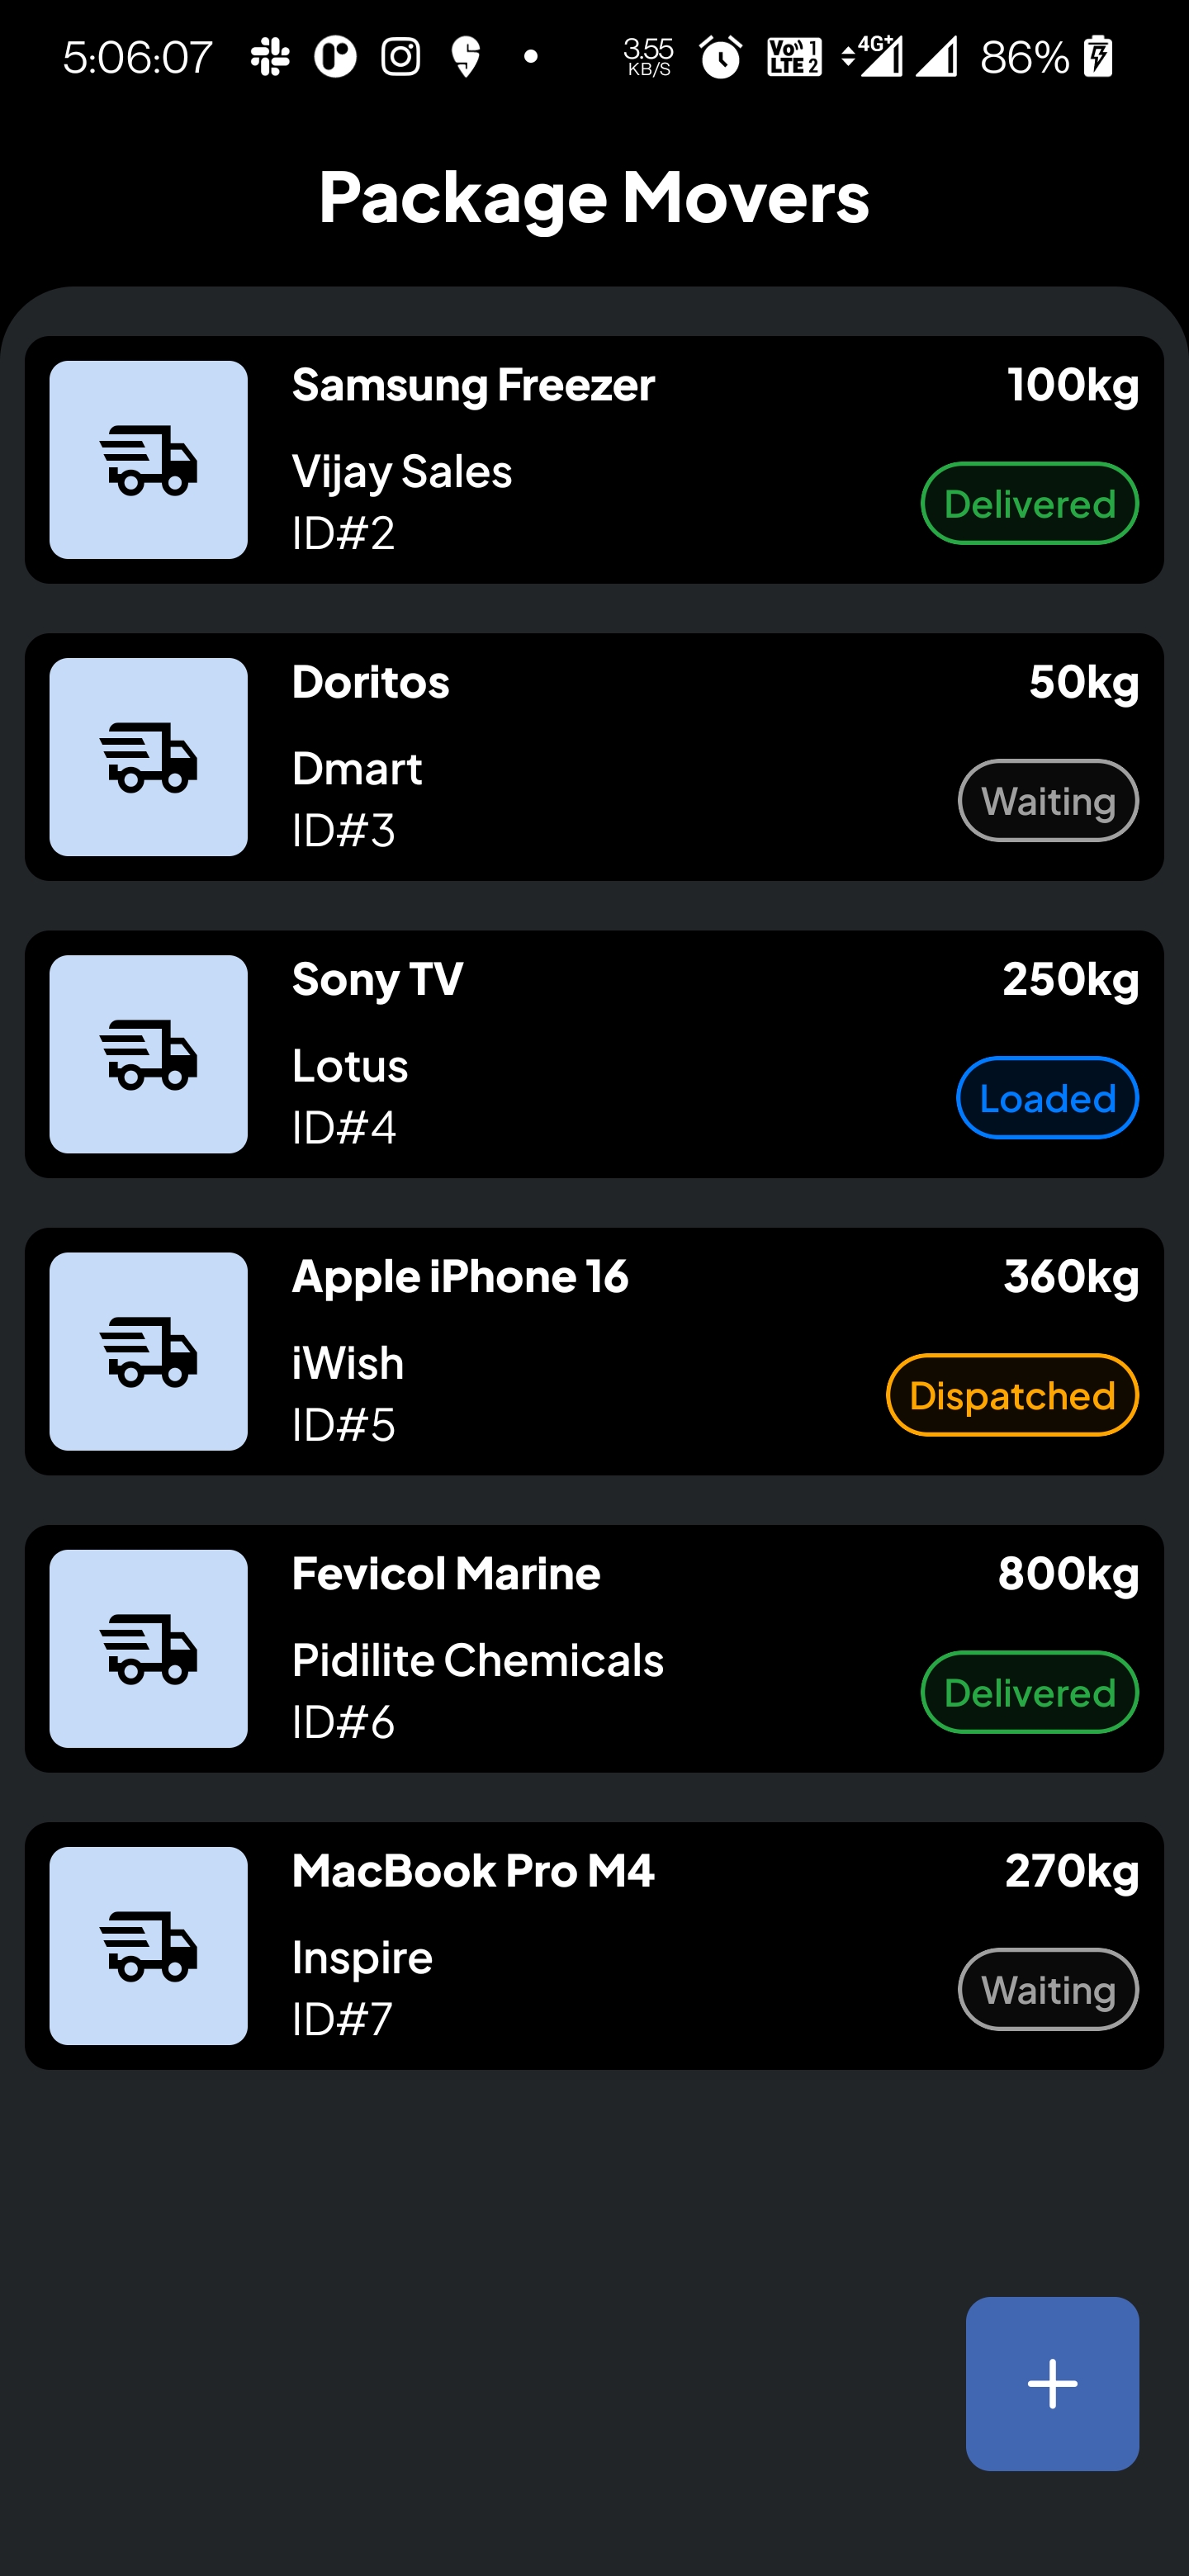 5:06:07 3.55 KB/S Vo 1 LTE 2 4G+ 86%
Package Movers
Samsung Freezer 100kg
Vijay Sales
Delivered
ID#2
Doritos 50kg
Dmart
Waiting
ID#3
Sony TV 250kg
Lotus
Loaded
ID#4
Apple iPhone 16 360kg
iWish
Dispatched
ID#5
Fevicol Marine 800kg
Pidilite Chemicals
Delivered
ID#6
MacBook Pro M4 270kg
Inspire
Waiting
ID#7